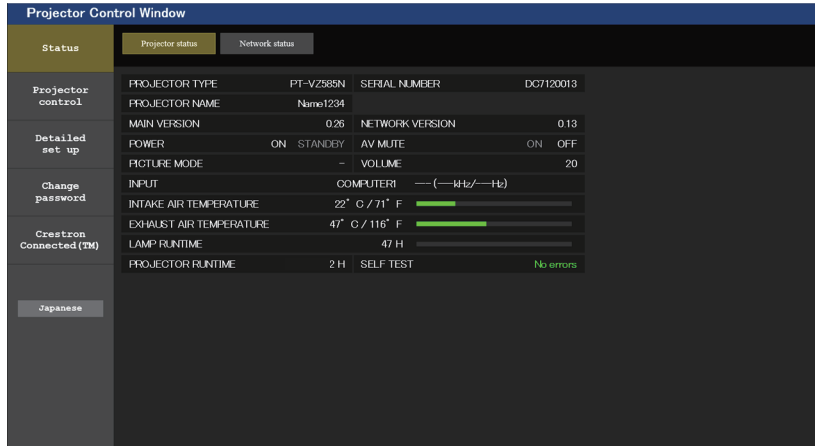 Projector Control Window
Status
Projector status
Network status
Projector
control
Detailed
set up
Change
password
Crestron
Connected(TM)
Japanese
PROJECTOR TYPE PT-VZ585N SERIAL NUMBER DC7120013
PROJECTOR NAME Name1234
MAIN VERSION 0.26 NETWORK VERSION 0.13
POWER ON STANDBY AV MUTE ON OFF
PICTURE MODE - VOLUME 20
INPUT COMPUTER1 ---(---kHz/---Hz)
INTAKE AIR TEMPERATURE 22° C / 71° F
EXHAUST AIR TEMPERATURE 47° C / 116° F
LAMP RUNTIME 47 H
PROJECTOR RUNTIME 2 H SELF TEST No errors